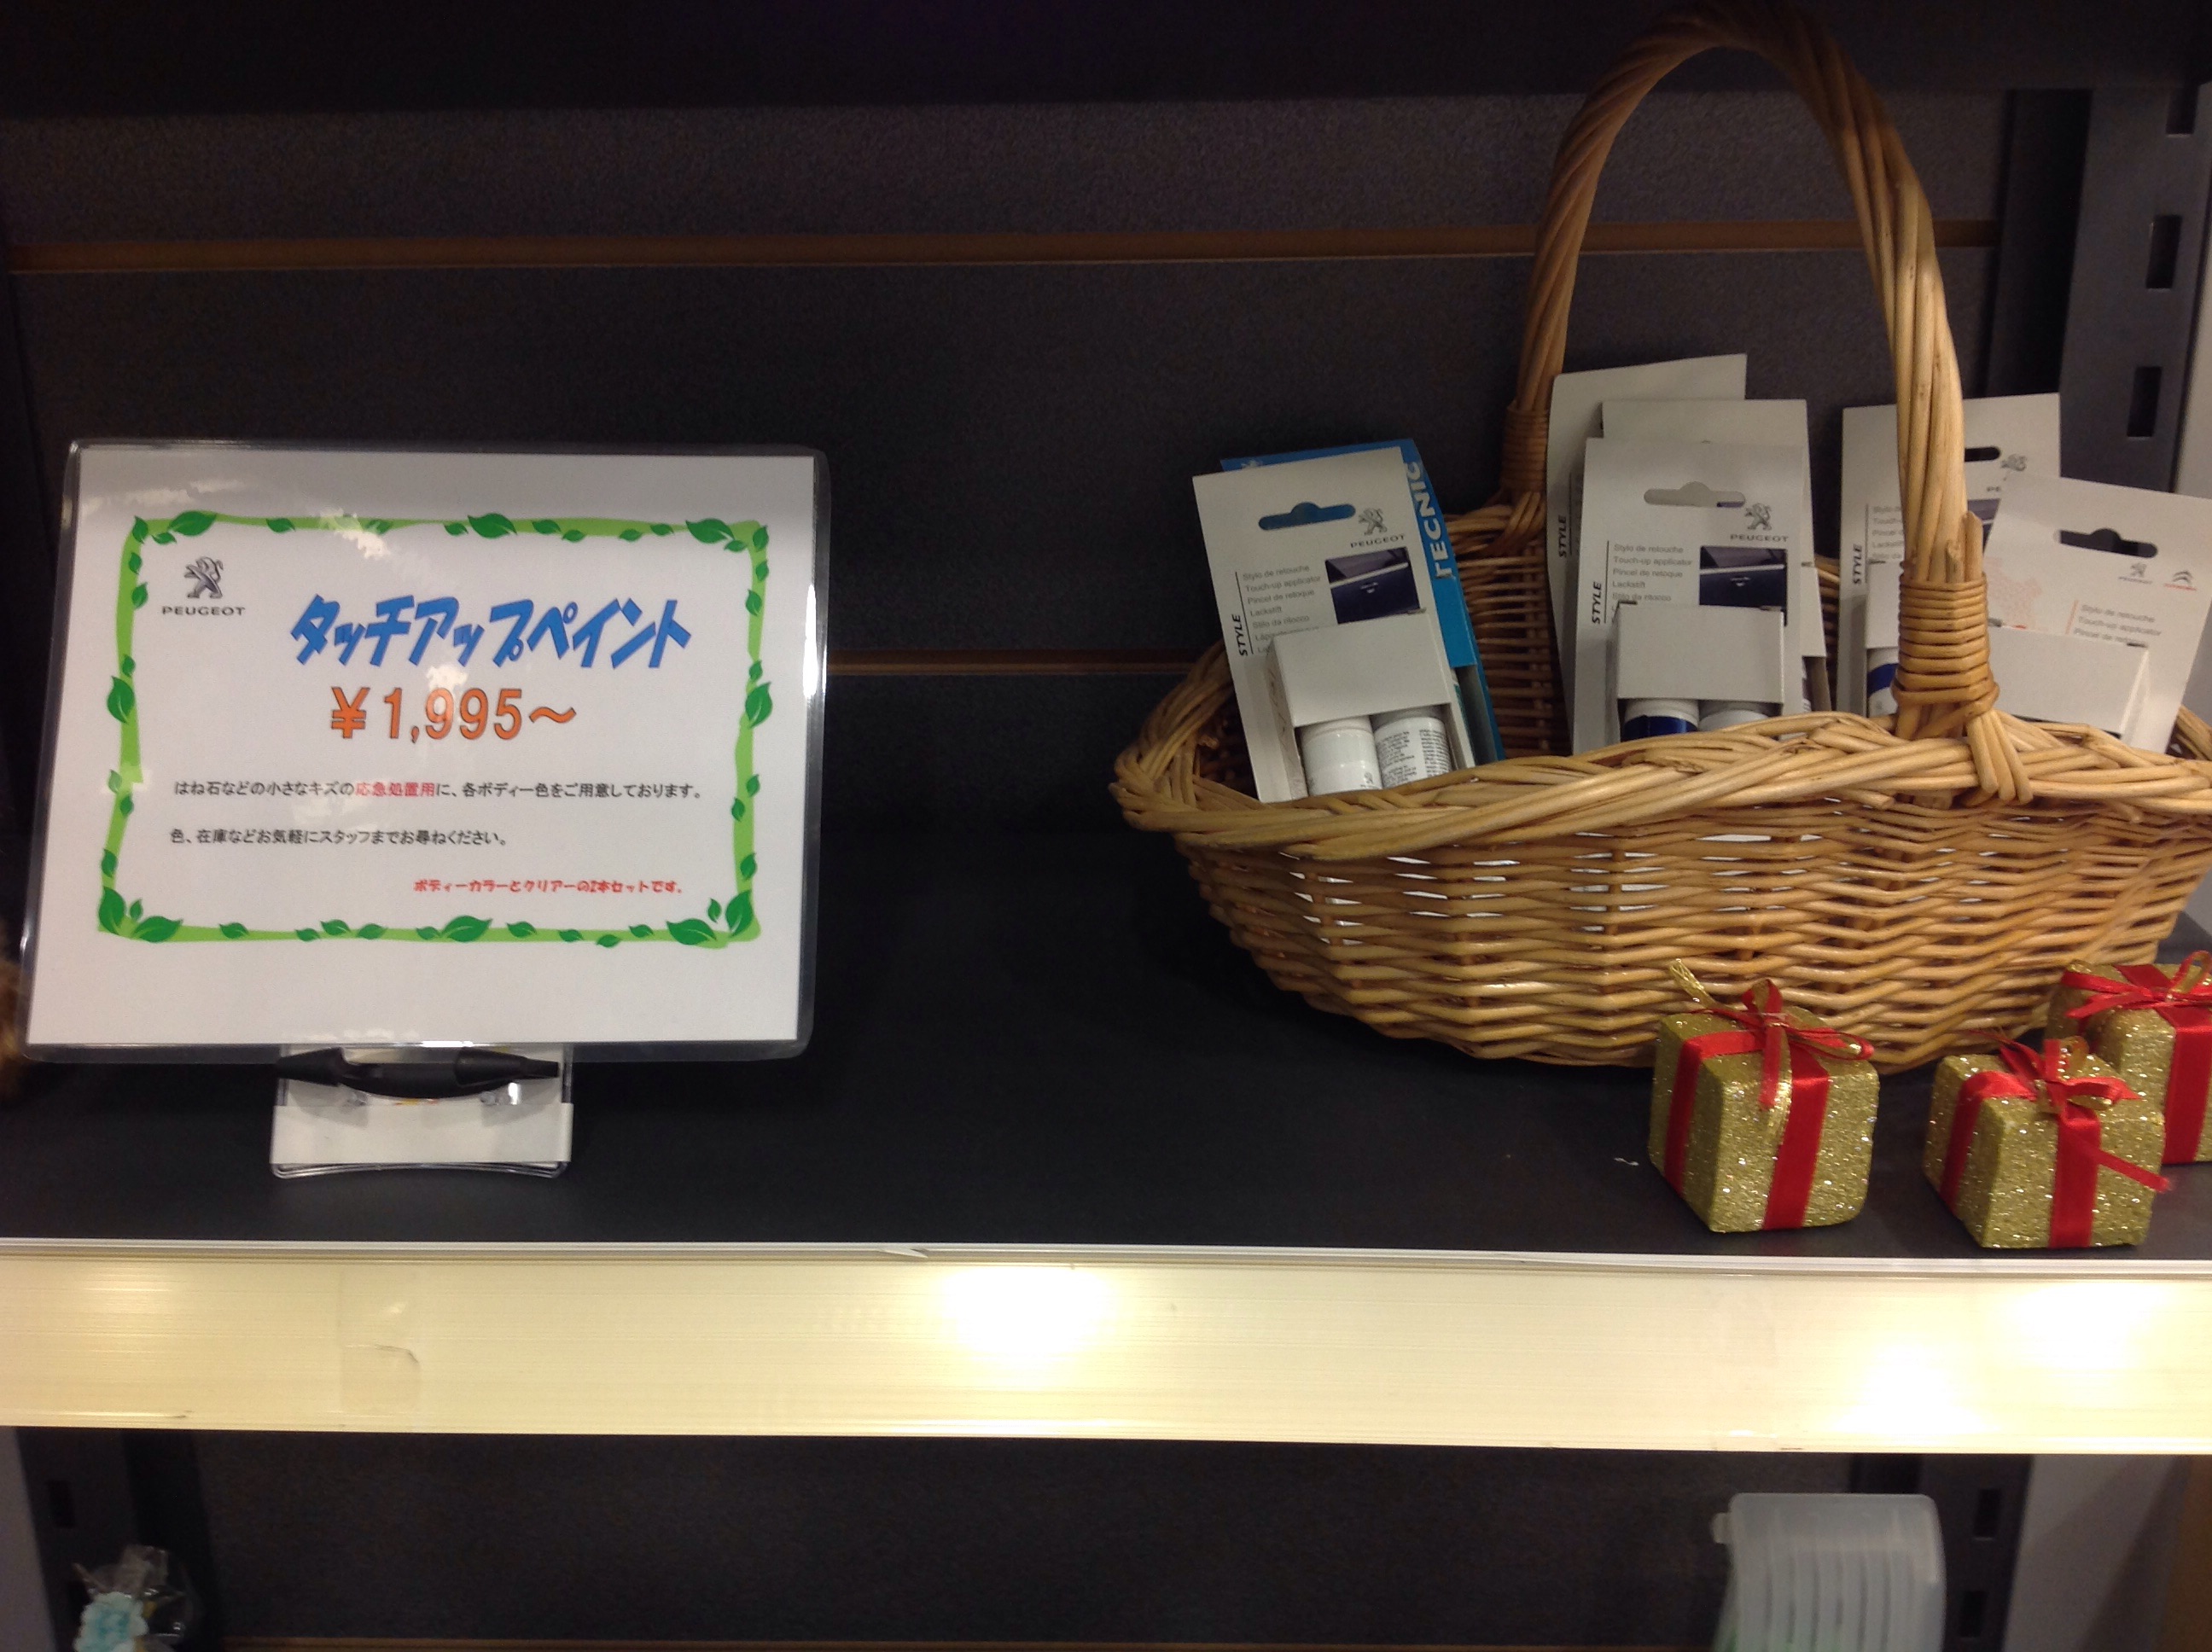 PEUGEOT
タッチアップペイント
¥1,995～
はね石などの小さなキズの応急処置用に、各ボディー色をご用意しております。
色、在庫などお気軽にスタッフまでお尋ねください。
ボディーカラーとクリアーの2本セットです。
TECNIC
PEUGEOT
STYLE
Stylo de retouche
Touch-up applicator
Pincel de retoque
Lackstift
Stilo da ritocco
STYLE
PEUGEOT
STYLE
Stylo de retouche
Touch-up applicator
Pincel de retoque
Lackstift
Stilo da ritocco
STYLE
Stylo de retouche
Touch-up applicator